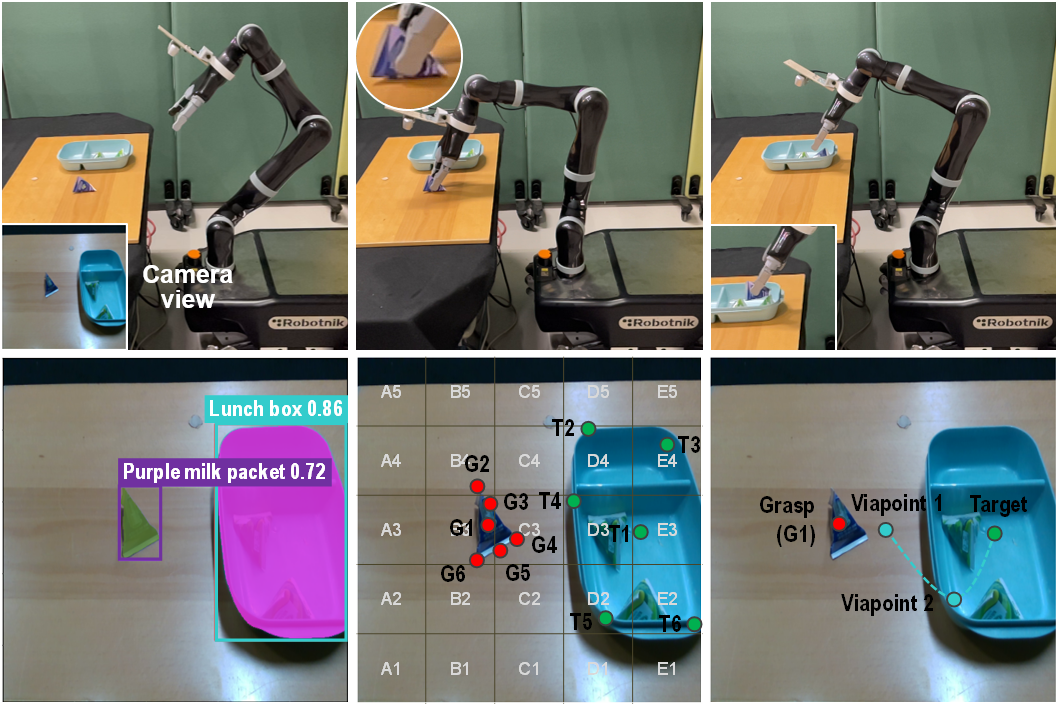 Camera
view
Robotnik
Robotnik
Robotnik
Lunch box 0.86
Purple milk packet 0.72
A5 B5 C5 D5 E5
T2
T3
A4 B4 C4 D4 E4
G2
G3
T4
A3 G1 C3 D3 T1 E3
G4
G5
G6
A2 B2 C2 D2 E2
T5
T6
A1 B1 C1 D1 E1
Grasp
(G1)
Viapoint 1
Target
Viapoint 2